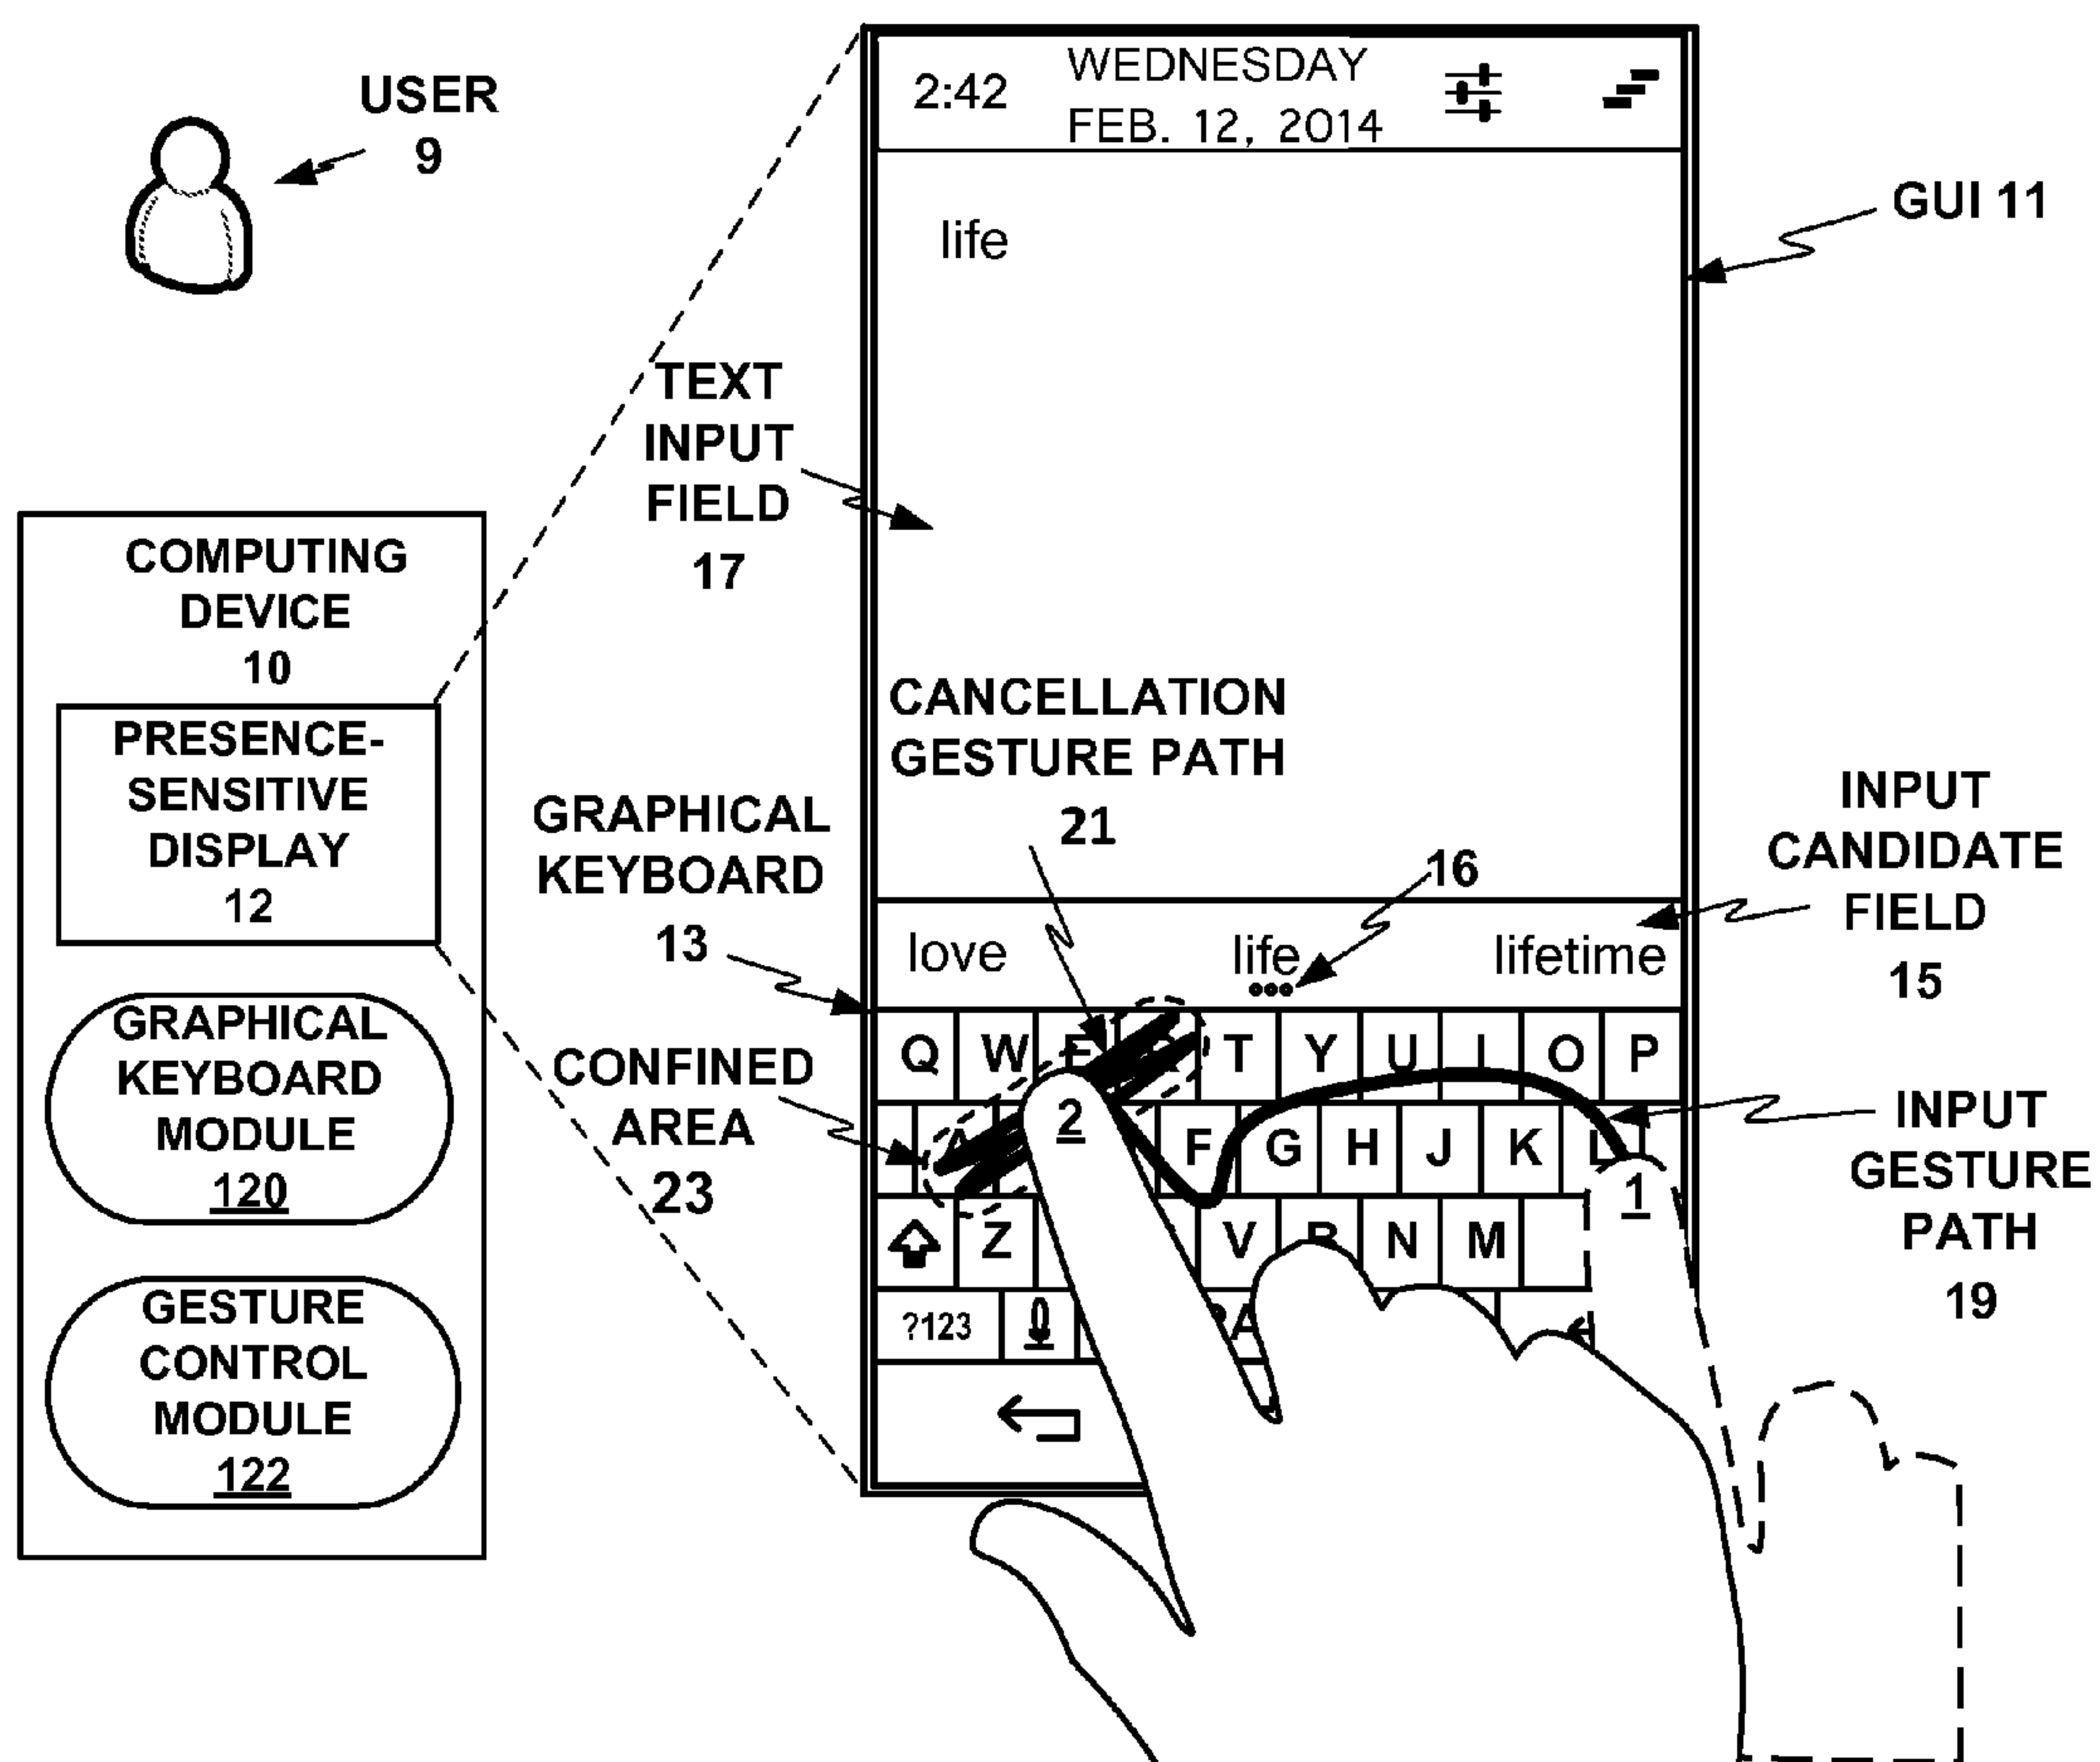 USER
9
COMPUTING
DEVICE
10
PRESENCE-
SENSITIVE
DISPLAY
12
GRAPHICAL
KEYBOARD
MODULE
120
GESTURE
CONTROL
MODULE
122
TEXT
INPUT
FIELD
17
GRAPHICAL
KEYBOARD
13
CONFINED
AREA
23
2:42 WEDNESDAY
FEB. 12, 2014
life
CANCELLATION
GESTURE PATH
21
16
love life lifetime
Q W E T Y U I O P
A F G H J K L
2
1
Z V B N M
?123
GUI 11
INPUT
CANDIDATE
FIELD
15
INPUT
GESTURE
PATH
19